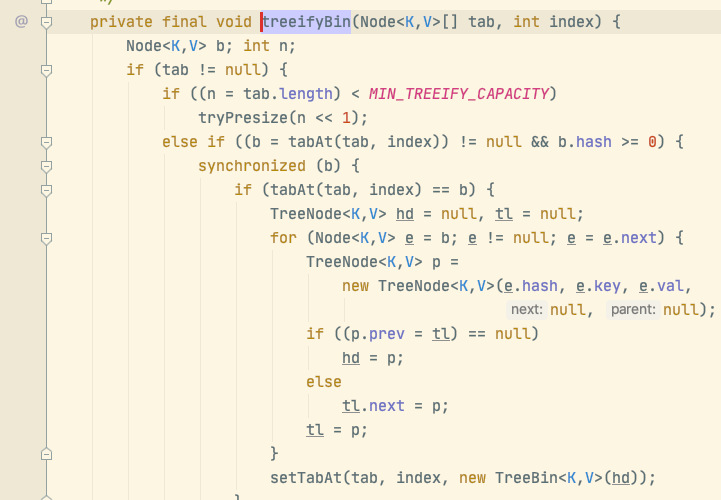 */
@ private final void treeifyBin(Node<K,V>[] tab, int index) {
Node<K,V> b; int n;
if (tab != null) {
if ((n = tab.length) < MIN_TREEIFY_CAPACITY)
tryPresize(n << 1);
else if ((b = tabAt(tab, index)) != null && b.hash >= 0) {
synchronized (b) {
if (tabAt(tab, index) == b) {
TreeNode<K,V> hd = null, tl = null;
for (Node<K,V> e = b; e != null; e = e.next) {
TreeNode<K,V> p =
new TreeNode<K,V>(e.hash, e.key, e.val,
next: null, parent: null);
if ((p.prev = tl) == null)
hd = p;
else
tl.next = p;
tl = p;
}
setTabAt(tab, index, new TreeBin<K,V>(hd));
}